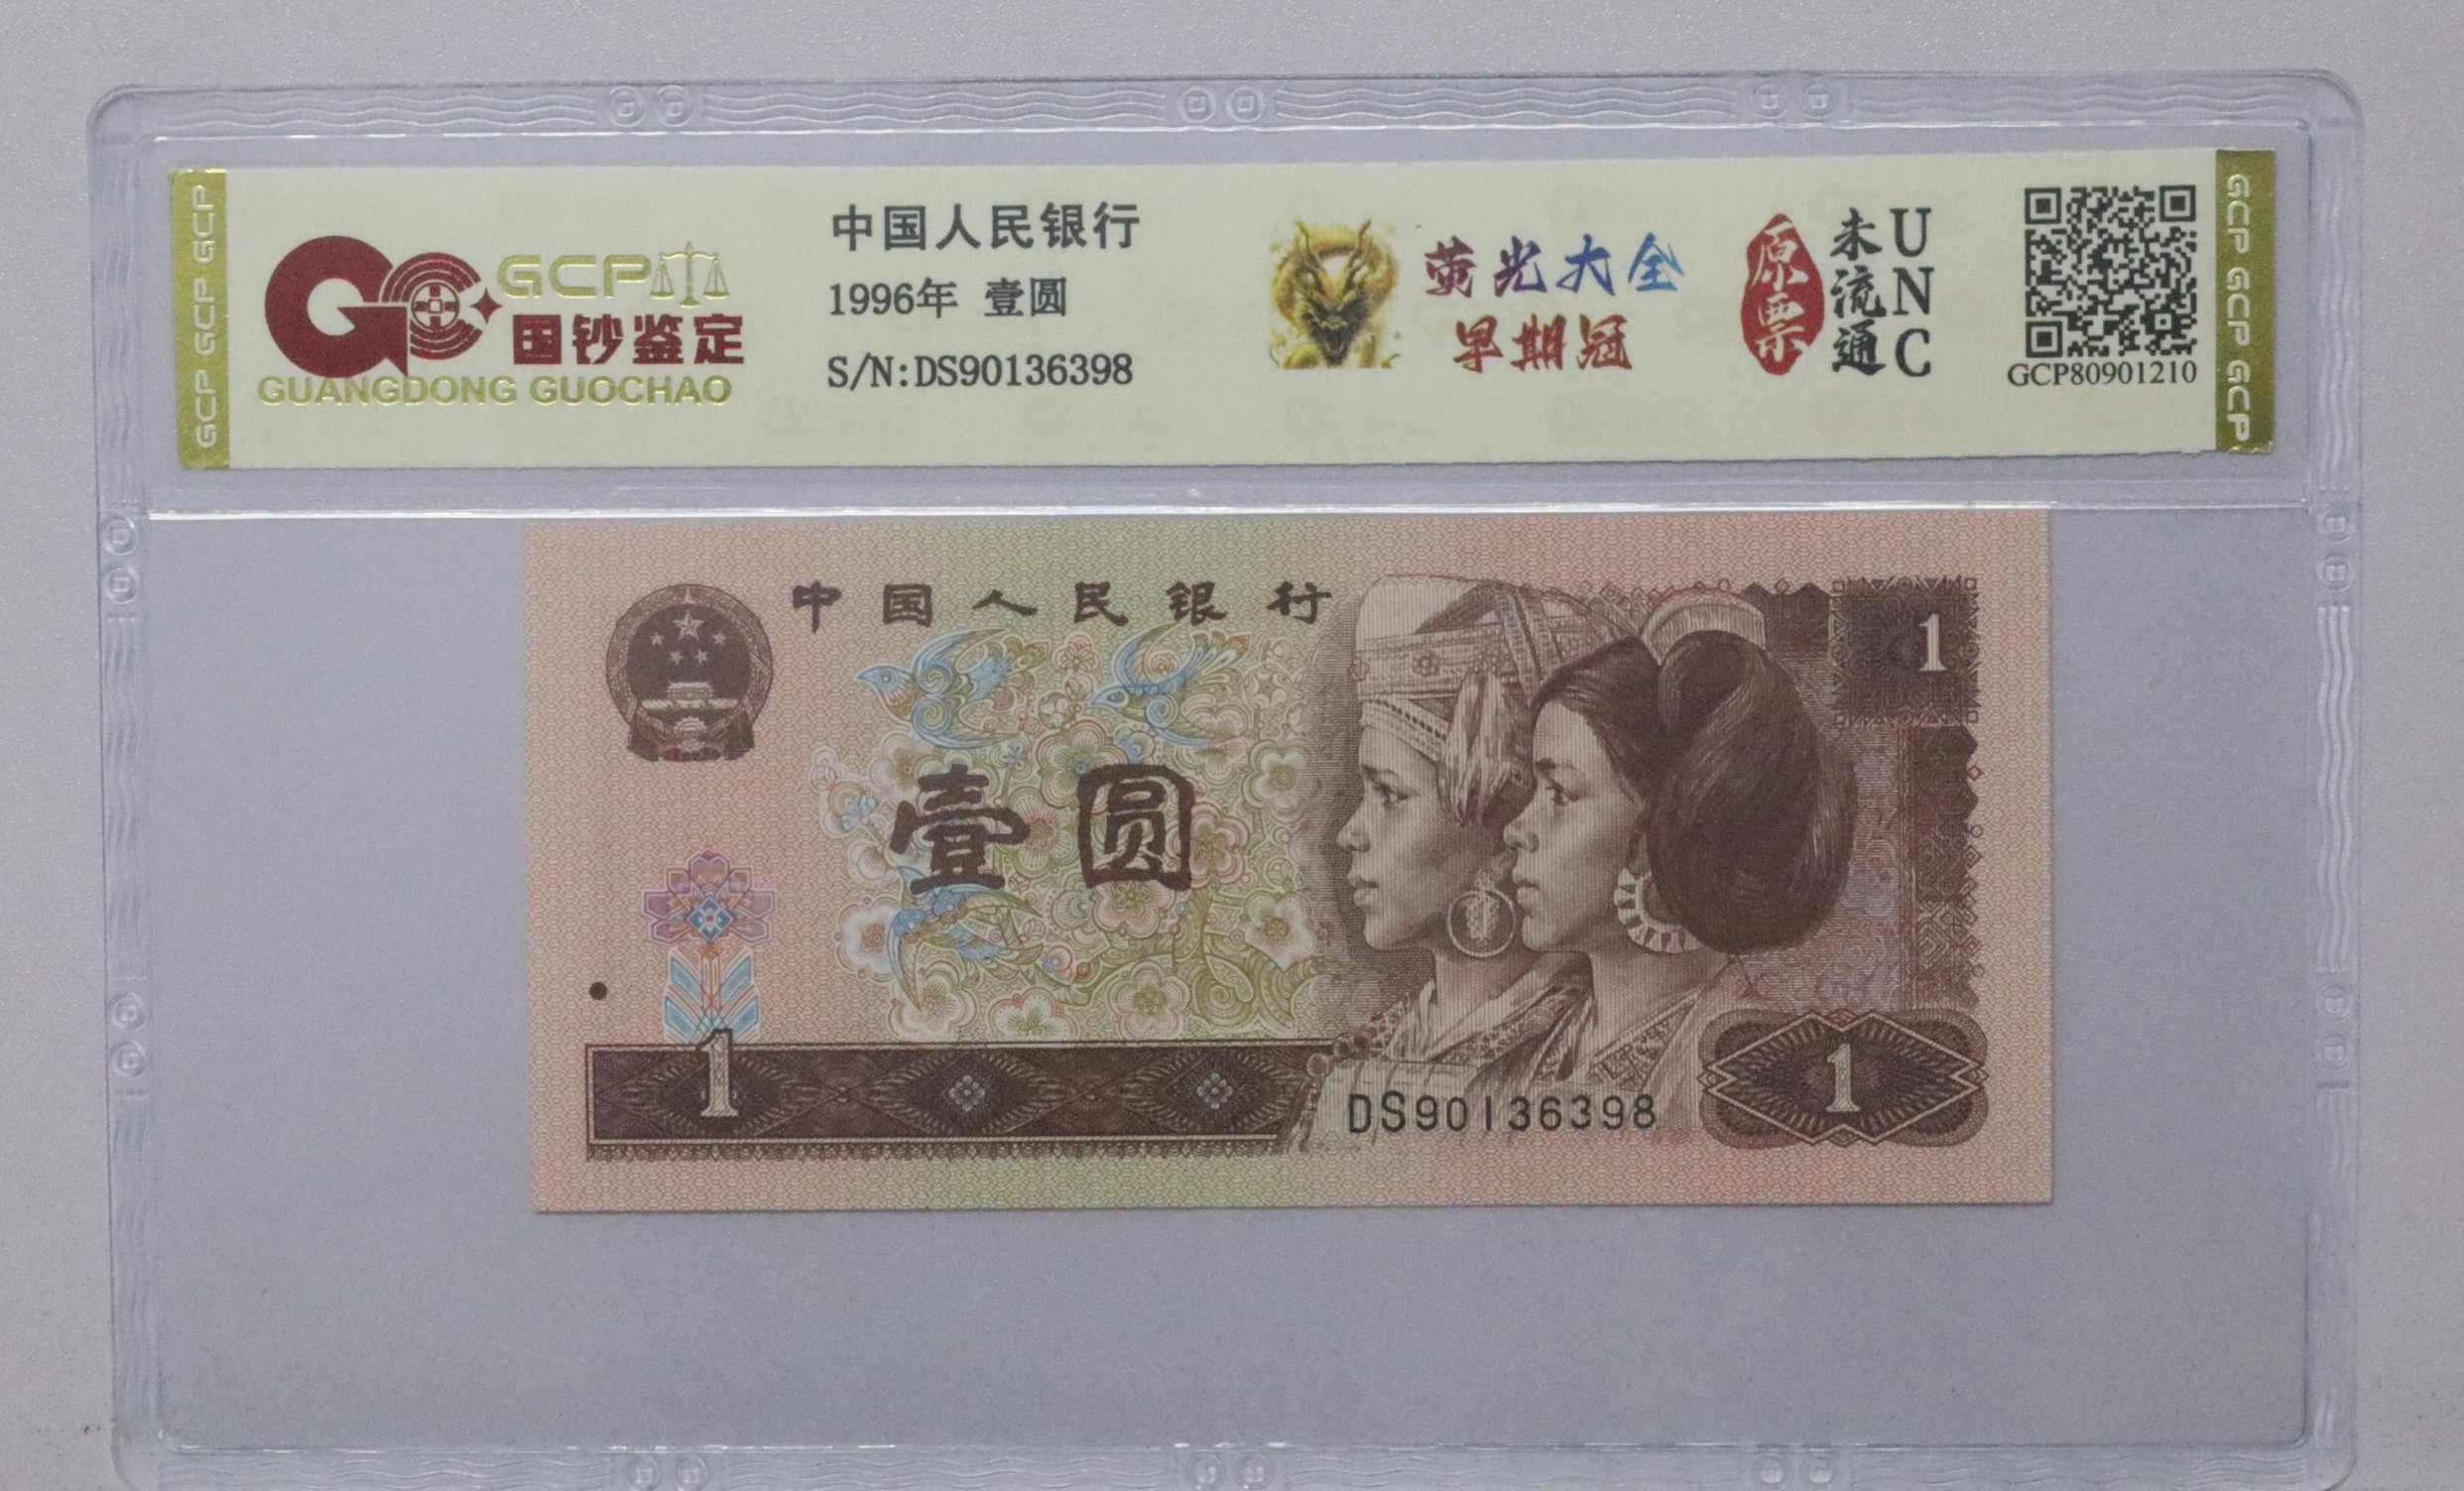 GCP GCP GCP GCP
GCP
国钞鉴定
GUANGDONG GUOCHAO
中国人民银行
1996年 壹圆
S/N:DS90136398
荧光大全
早期冠
原票
未流通
UNC
GCP80901210
GCP GCP GCP GCP
中国人民银行
1
壹圆
1
DS90136398
1